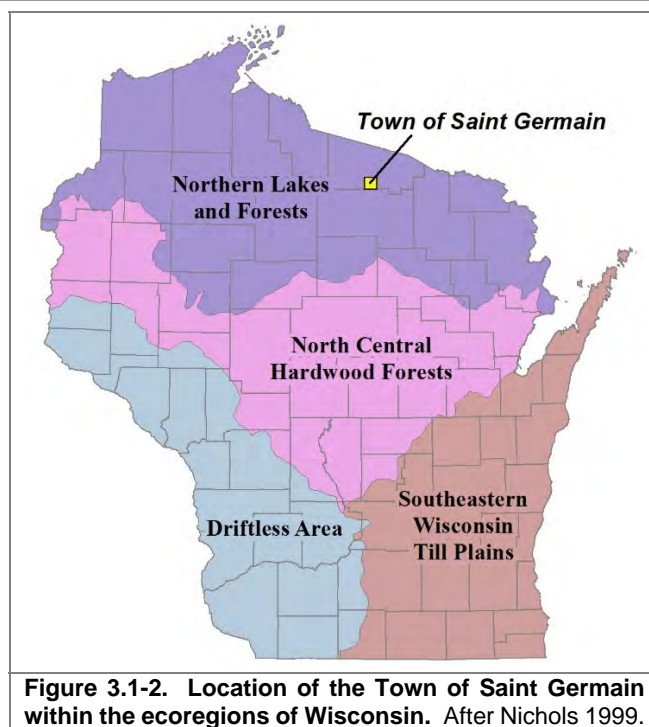 Town of Saint Germain
Northern Lakes
and Forests
North Central
Hardwood Forests
Driftless Area
Southeastern
Wisconsin
Till Plains
Figure 3.1-2. Location of the Town of Saint Germain
within the ecoregions of Wisconsin. After Nichols 1999.